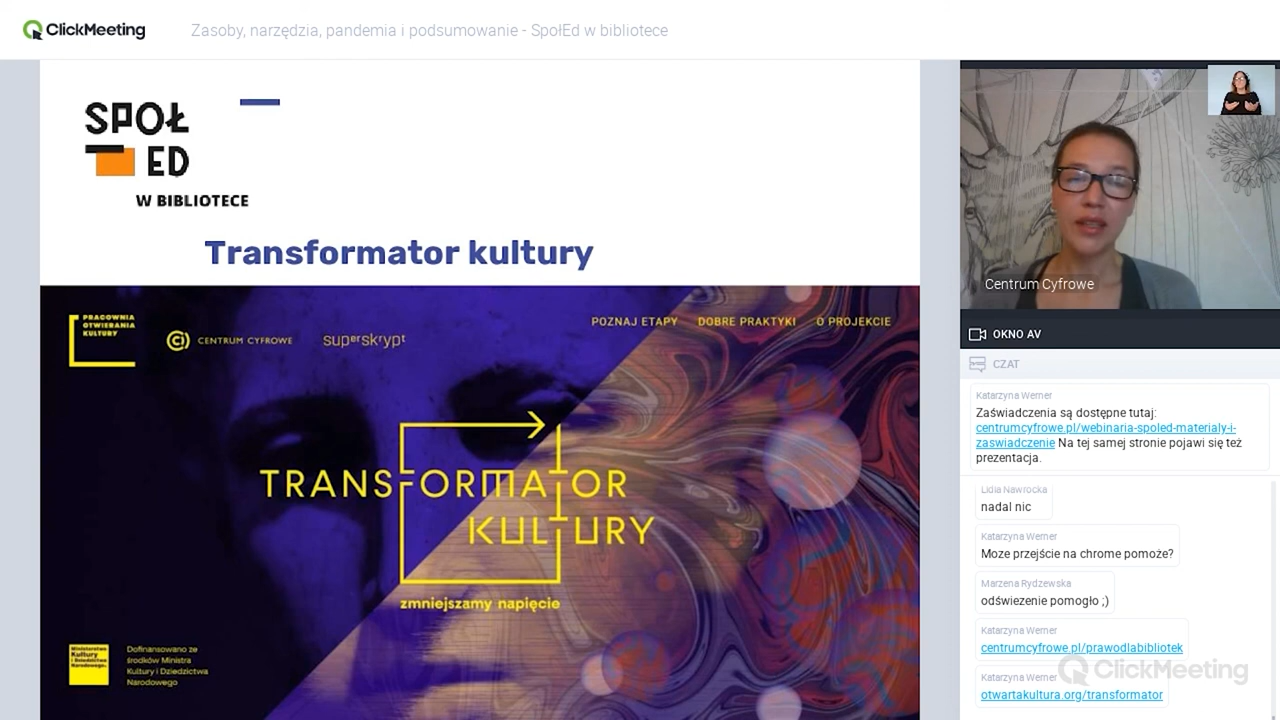 ClickMeeting
Zasoby, narzędzia, pandemia i podsumowanie - SpołEd w bibliotece
SPOŁ
ED
W BIBLIOTECE
Transformator kultury
PRACOWNIA
OTWIERANIA
KULTURY
CENTRUM CYFROWE
superskrypt
POZNAJ ETAPY
DOBRE PRAKTYKI
O PROJEKCIE
TRANSFORMATOR
KULTURY
zmniejszamy napięcie
Ministerstwo
Kultury
i Dziedzictwa
Narodowego.
Dofinansowano ze
środków Ministra
Kultury i Dziedzictwa
Narodowego
Centrum Cyfrowe
OKNO AV
CZAT
Katarzyna Werner
Zaświadczenia są dostępne tutaj:
centrumcyfrowe.pl/webinaria-spoled-materialy-i-
zaswiadczenie Na tej samej stronie pojawi się też
prezentacja.
Lidia Nawrocka
nadal nic
Katarzyna Werner
Moze przejście na chrome pomoże?
Marzena Rydzewska
odświezenie pomogło ;)
Katarzyna Werner
centrumcyfrowe.pl/prawodlabibliotek
Katarzyna Werner
otwartakultura.org/transformator
ClickMeeting